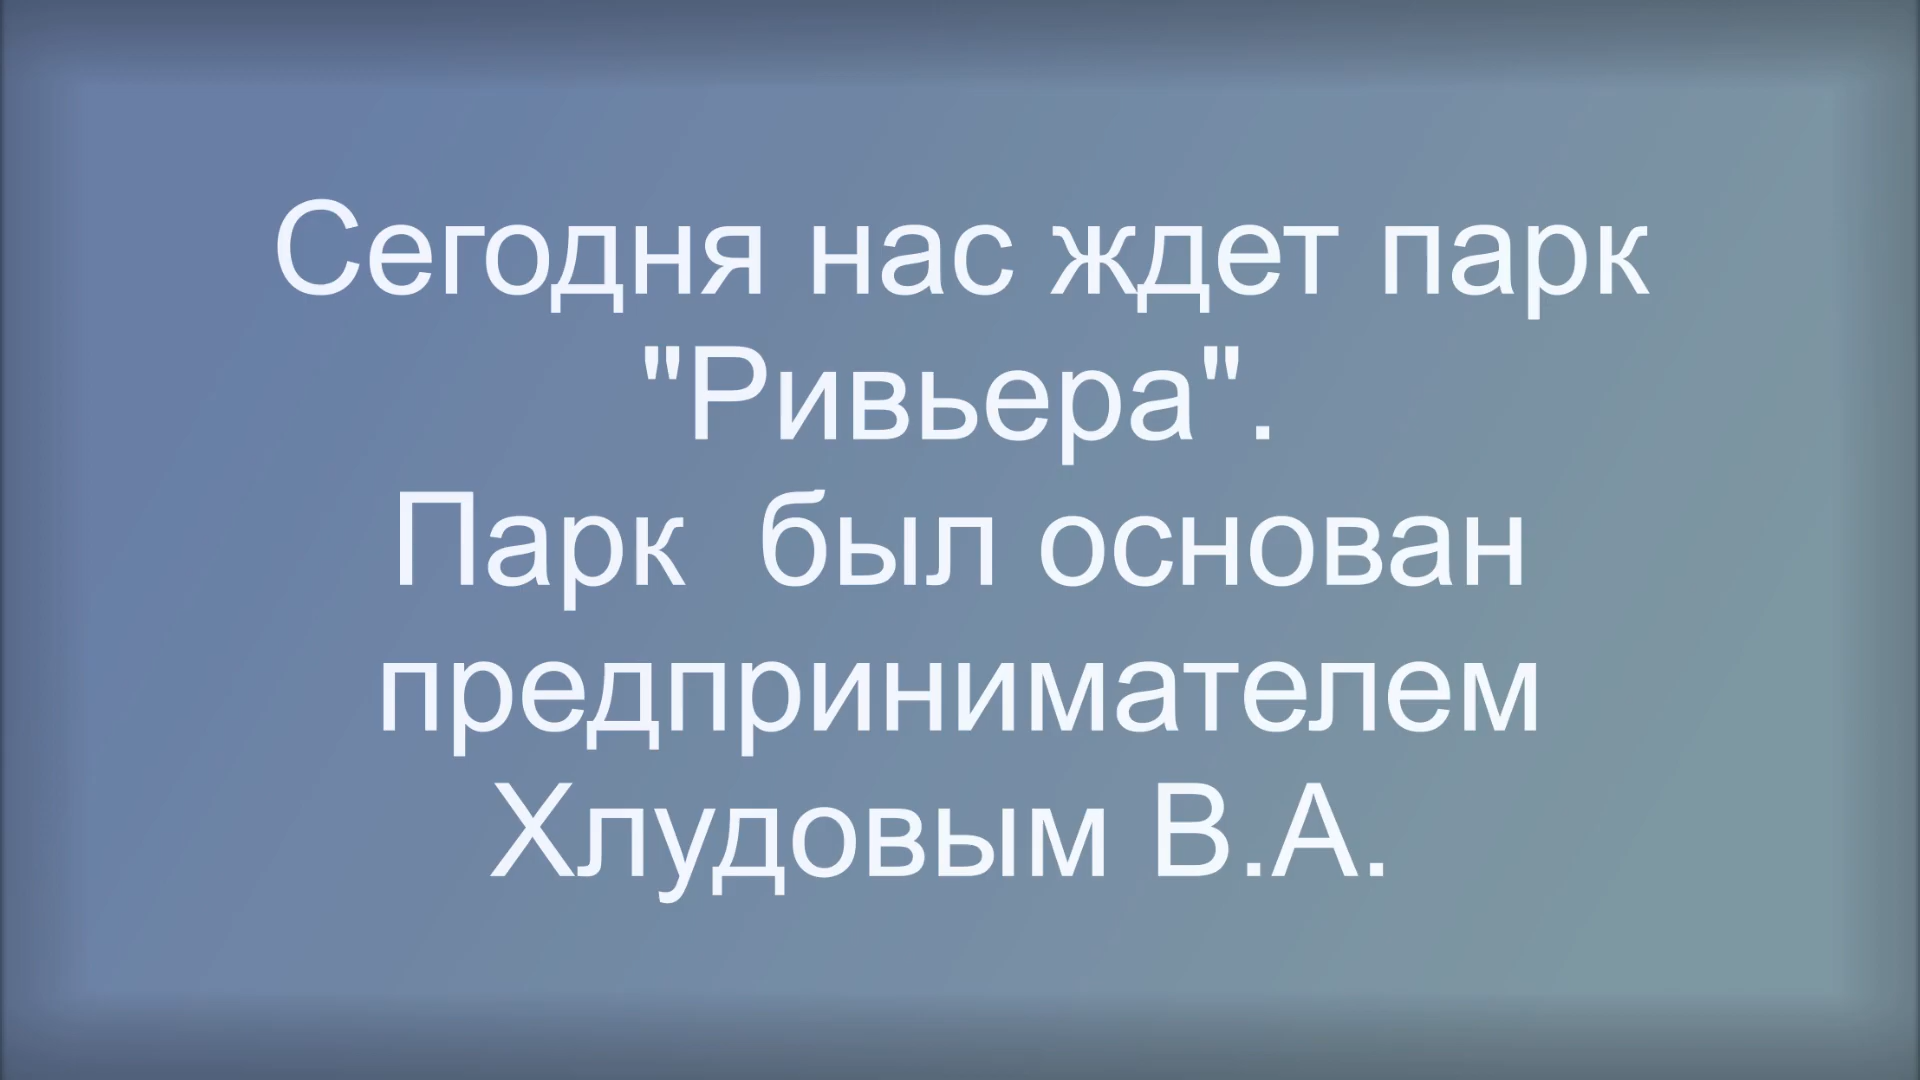 Сегодня нас ждет парк
"Ривьера".
Парк  был основан
предпринимателем
Хлудовым В.А.